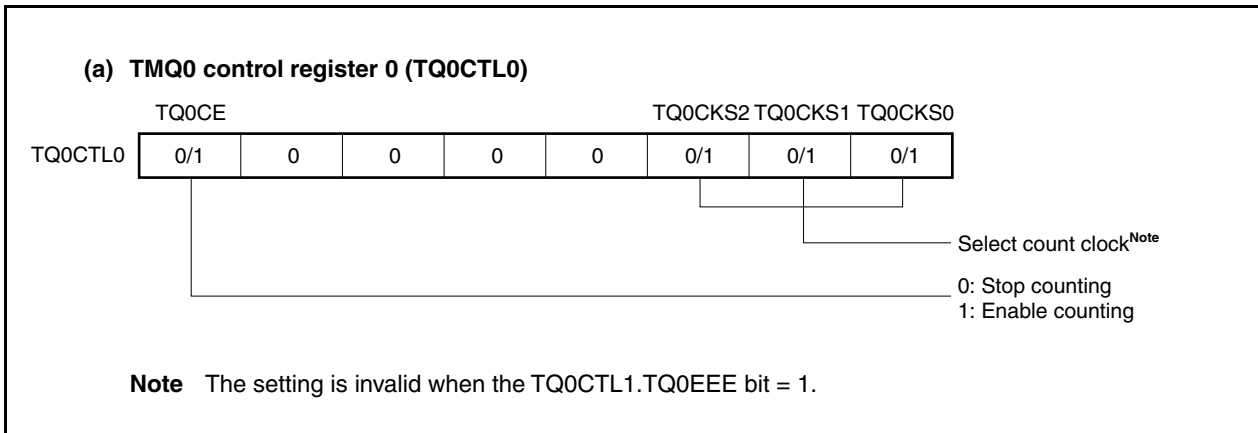 (a) TMQ0 control register 0 (TQ0CTL0)
TQ0CE TQ0CKS2 TQ0CKS1 TQ0CKS0
TQ0CTL0 0/1 0 0 0 0 0/1 0/1 0/1
Select count clockNote
0: Stop counting
1: Enable counting
Note The setting is invalid when the TQ0CTL1.TQ0EEE bit = 1.